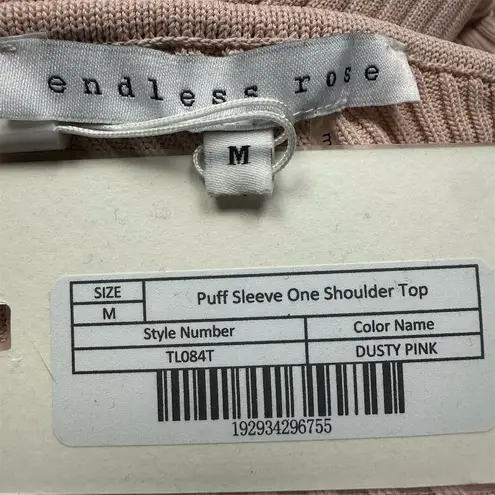 endless rose
M
SIZE
Puff Sleeve One Shoulder Top
M
Style Number
Color Name
TL084T
DUSTY PINK
192934296755